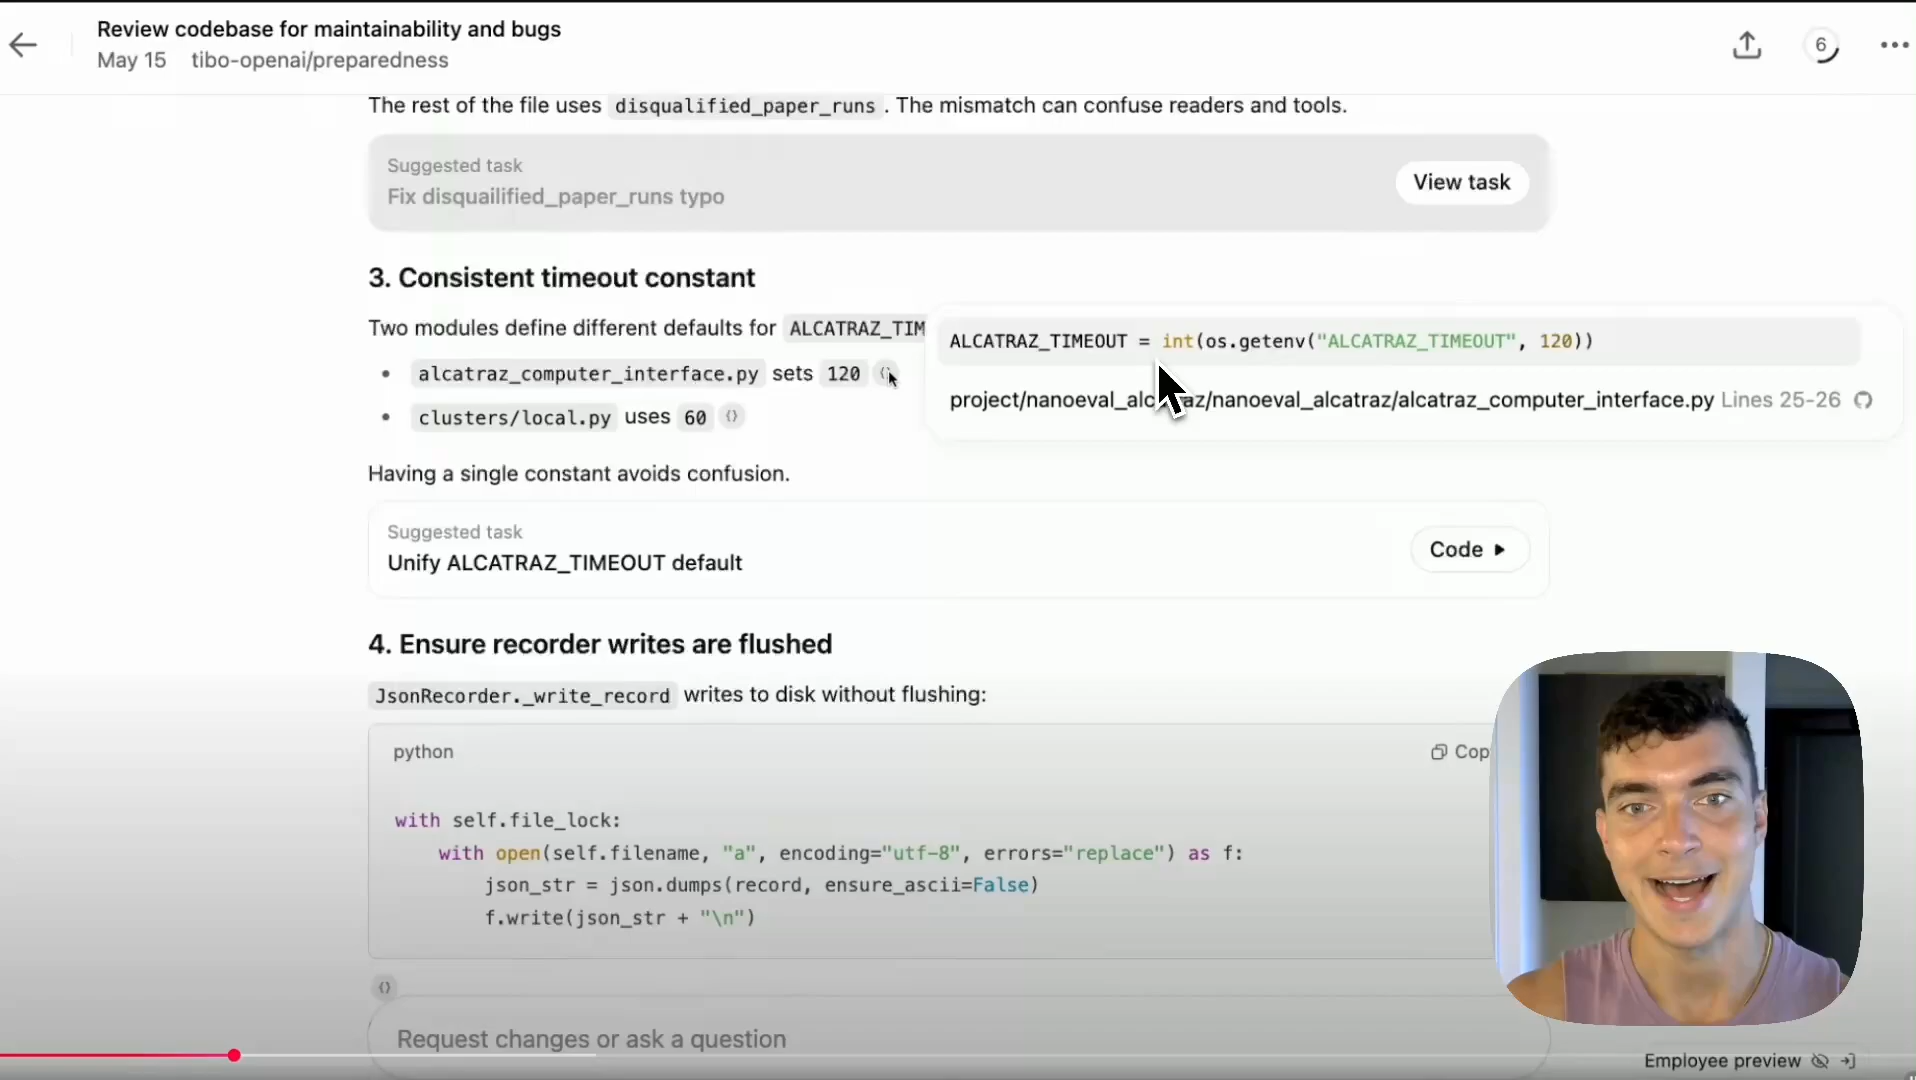 Review codebase for maintainability and bugs
May 15 tibo-openai/preparedness
6
The rest of the file uses disqualified_paper_runs . The mismatch can confuse readers and tools.
Suggested task
Fix disquailified_paper_runs typo
View task
3. Consistent timeout constant
Two modules define different defaults for ALCATRAZ_TIM
ALCATRAZ_TIMEOUT = int(os.getenv("ALCATRAZ_TIMEOUT", 120))
• alcatraz_computer_interface.py sets 120
project/nanoeval_alcatraz/nanoeval_alcatraz/alcatraz_computer_interface.py Lines 25-26
• clusters/local.py uses 60 {}
Having a single constant avoids confusion.
Suggested task
Unify ALCATRAZ_TIMEOUT default
Code
4. Ensure recorder writes are flushed
JsonRecorder._write_record writes to disk without flushing:
python
Cop
with self.file_lock:
with open(self.filename, "a", encoding="utf-8", errors="replace") as f:
json_str = json.dumps(record, ensure_ascii=False)
f.write(json_str + "\n")
{}
Request changes or ask a question
Employee preview